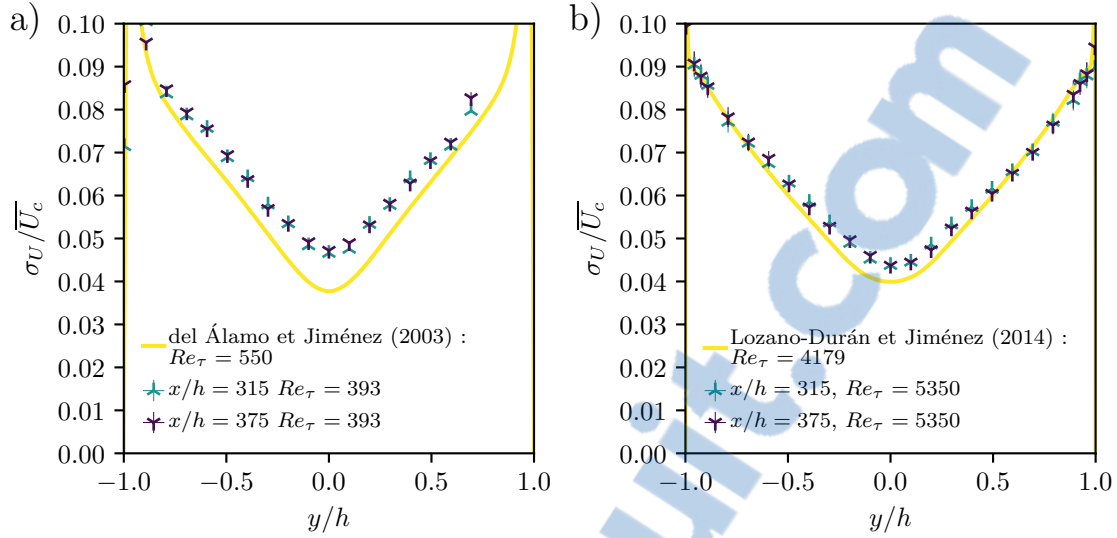 a)
0.10
0.09
0.08
0.07
0.06
0.05
0.04
0.03
0.02
0.01
0.00
σ_U/\overline{U_c}
del Álamo et Jiménez (2003) :
Re_τ = 550
x/h = 315 Re_τ = 393
x/h = 375 Re_τ = 393
−1.0 −0.5 0.0 0.5 1.0
y/h
b)
0.10
0.09
0.08
0.07
0.06
0.05
0.04
0.03
0.02
0.01
0.00
σ_U/\overline{U_c}
Lozano-Durán et Jiménez (2014) :
Re_τ = 4179
x/h = 315, Re_τ = 5350
x/h = 375, Re_τ = 5350
−1.0 −0.5 0.0 0.5 1.0
y/h
uit.com